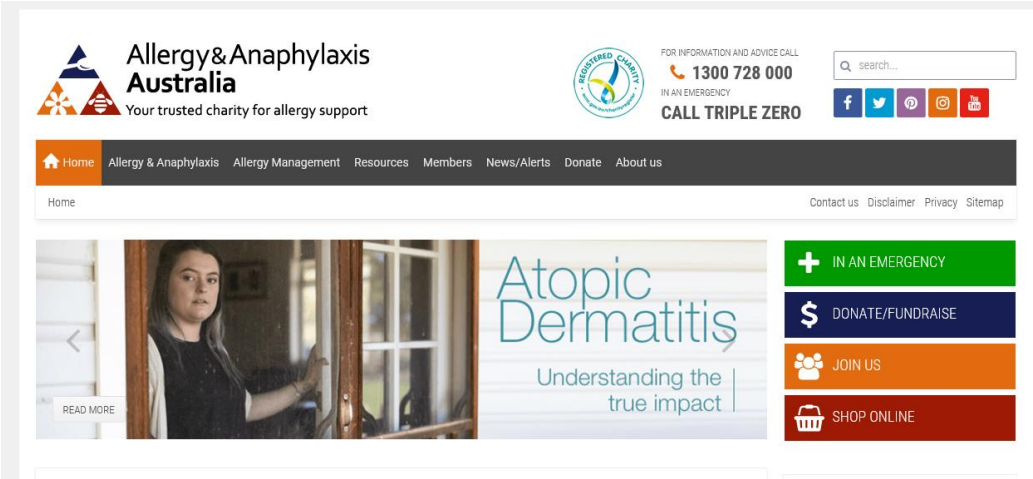 Allergy & Anaphylaxis
Australia
Your trusted charity for allergy support
REGISTERED CHARITY
FOR INFORMATION AND ADVICE CALL
1300 728 000
IN AN EMERGENCY
CALL TRIPLE ZERO
search...
You
Tube
Home Allergy & Anaphylaxis Allergy Management Resources Members News/Alerts Donate About us
Home
Contact us Disclaimer Privacy Sitemap
Atopic
Dermatitis
Understanding the
true impact
READ MORE
IN AN EMERGENCY
DONATE/FUNDRAISE
JOIN US
SHOP ONLINE